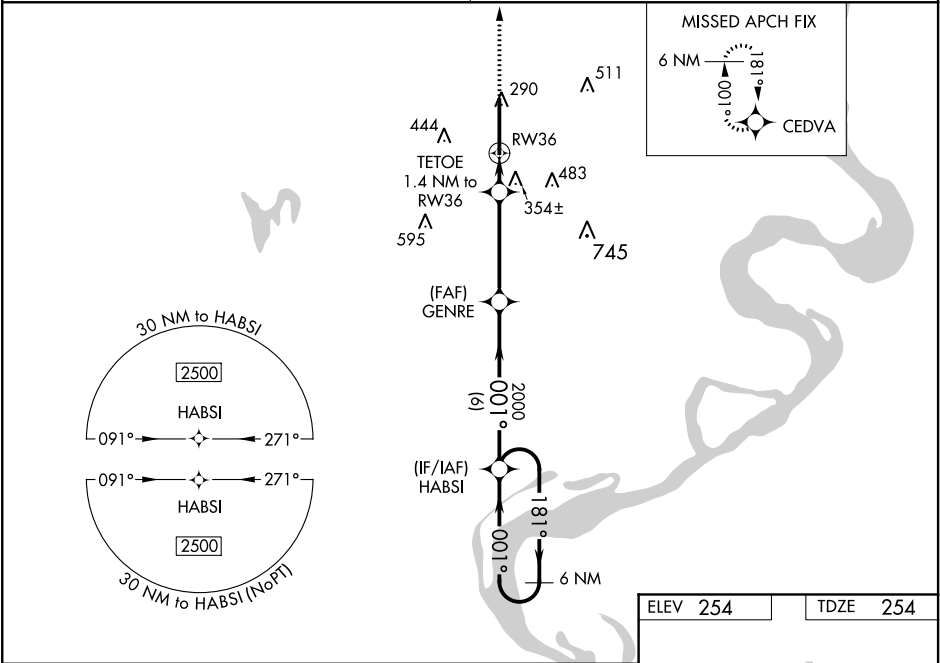 MISSED APCH FIX
6 NM
181°
001°
CEDVA
511
290
444
RW36
TETOE
1.4 NM to
RW36
483
354±
595
745
(FAF)
GENRE
30 NM to HABSI
2500
HABSI
091°
271°
091°
271°
HABSI
2500
30 NM to HABSI (NoPT)
2000
001°
(6)
(IF/IAF)
HABSI
181°
001°
6 NM
ELEV 254
TDZE 254